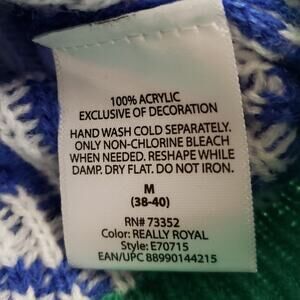 100% ACRYLIC
EXCLUSIVE OF DECORATION
HAND WASH COLD SEPARATELY.
ONLY NON-CHLORINE BLEACH
WHEN NEEDED. RESHAPE WHILE
DAMP. DRY FLAT. DO NOT IRON.
M
(38-40)
RN# 73352
Color: REALLY ROYAL
Style: E70715
EAN/UPC 88990144215